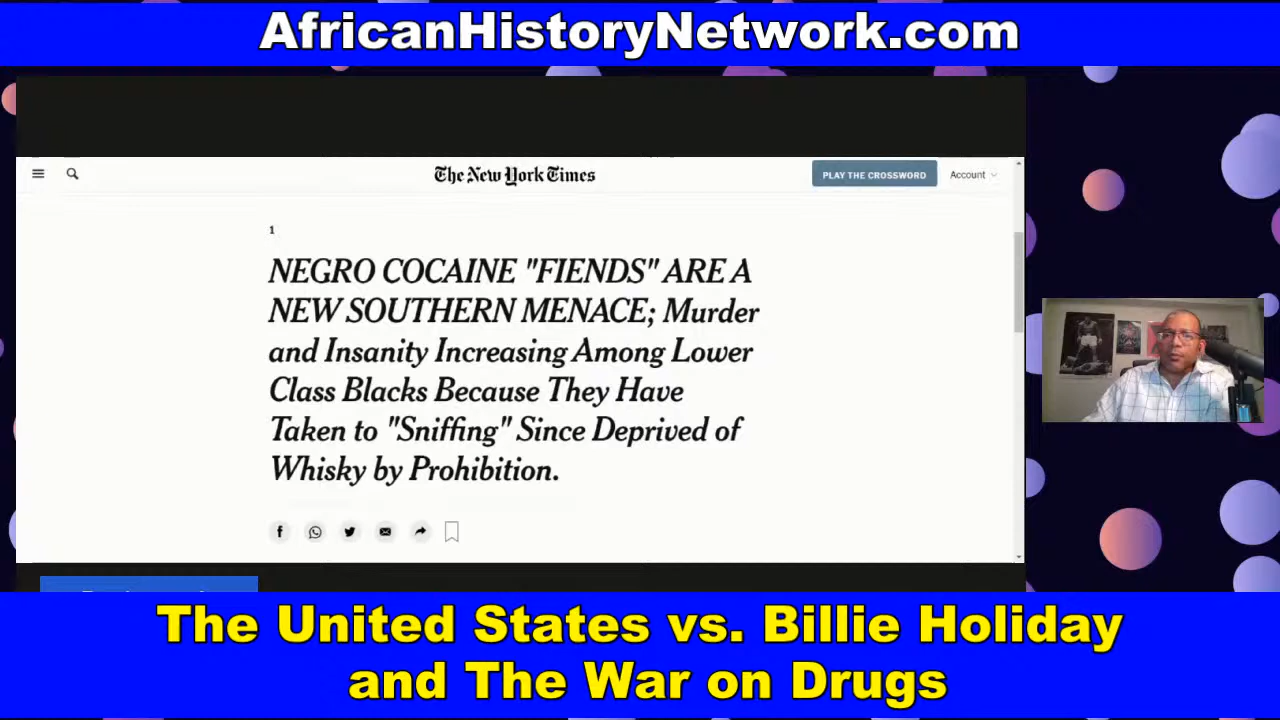 AfricanHistoryNetwork.com
The New York Times
PLAY THE CROSSWORD
Account
1
NEGRO COCAINE "FIENDS" ARE A
NEW SOUTHERN MENACE; Murder
and Insanity Increasing Among Lower
Class Blacks Because They Have
Taken to "Sniffing" Since Deprived of
Whisky by Prohibition.
The United States vs. Billie Holiday
and The War on Drugs